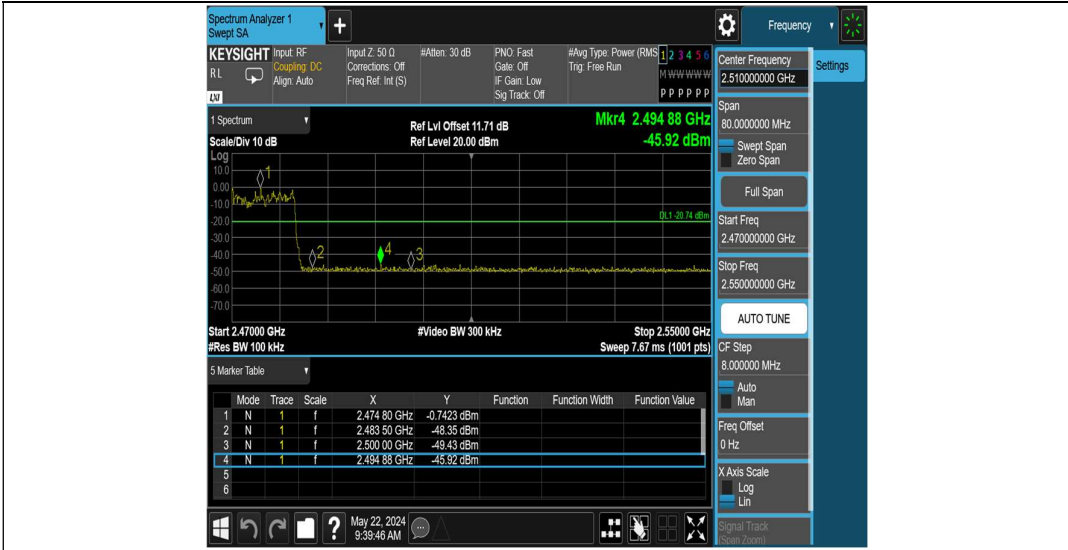 Spectrum Analyzer 1
Swept SA
+
Frequency
KEYSIGHT
RL
LXI
Input: RF
Coupling: DC
Align: Auto
Input Z: 50 Ω
Corrections: Off
Freq Ref: Int (S)
#Atten: 30 dB
PNO: Fast
Gate: Off
IF Gain: Low
Sig Track: Off
#Avg Type: Power (RMS
Trig: Free Run
1 2 3 4 5 6
M W W W W W
P P P P P P
Center Frequency
2.510000000 GHz
Settings
1 Spectrum
Ref Lvl Offset 11.71 dB
Mkr4 2.494 88 GHz
Scale/Div 10 dB
Ref Level 20.00 dBm
-45.92 dBm
Log
10.0
0.00
-10.0
-20.0
-30.0
-40.0
-50.0
-60.0
-70.0
1
2
4
3
DL1 -20.74 dBm
Start 2.47000 GHz
#Video BW 300 kHz
Stop 2.55000 GHz
#Res BW 100 kHz
Sweep 7.67 ms (1001 pts)
Span
80.0000000 MHz
Swept Span
Zero Span
Full Span
Start Freq
2.470000000 GHz
Stop Freq
2.550000000 GHz
AUTO TUNE
CF Step
8.000000 MHz
Auto
Man
Freq Offset
0 Hz
X Axis Scale
Log
Lin
Signal Track
(Span Zoom)
5 Marker Table
Mode Trace Scale X Y Function Function Width Function Value
1 N 1 f 2.474 80 GHz -0.7423 dBm
2 N 1 f 2.483 50 GHz -48.35 dBm
3 N 1 f 2.500 00 GHz -49.43 dBm
4 N 1 f 2.494 88 GHz -45.92 dBm
5
6
?
May 22, 2024
9:39:46 AM